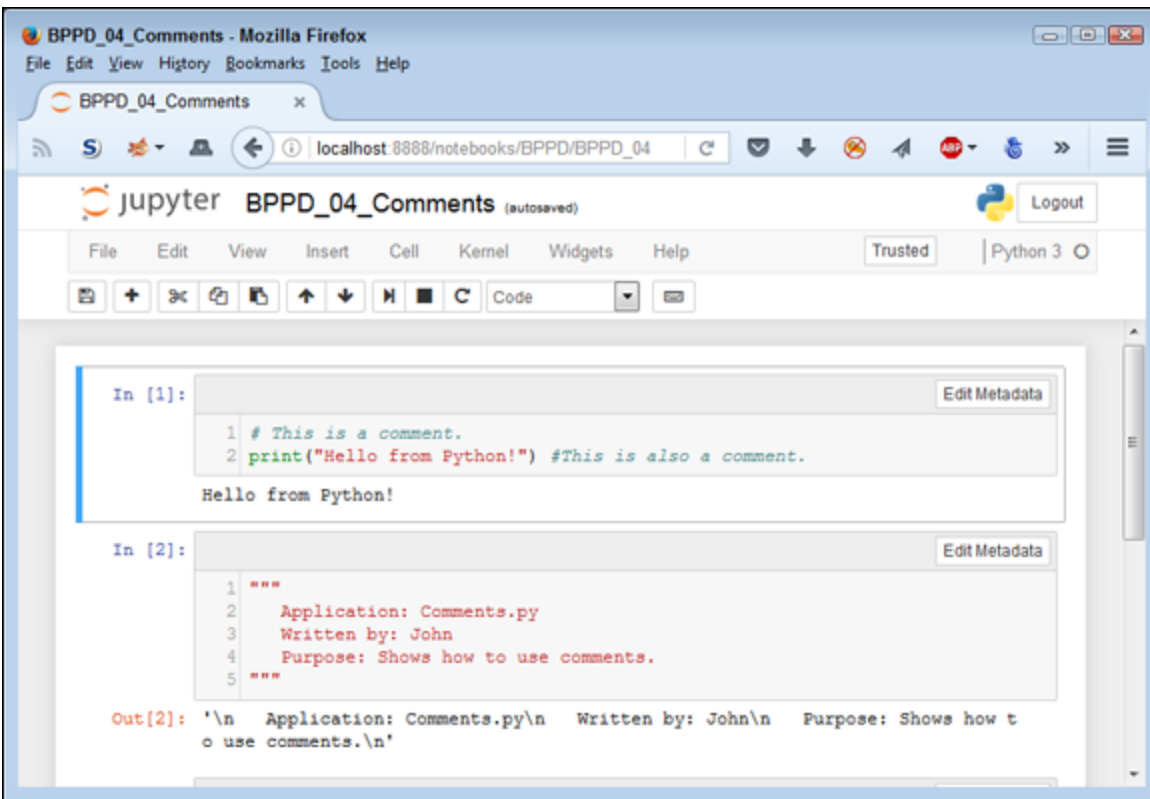 BPPD_04_Comments - Mozilla Firefox
File Edit View History Bookmarks Tools Help
BPPD_04_Comments ×
S ABP localhost:8888/notebooks/BPPD/BPPD_04
jupyter BPPD_04_Comments (autosaved) Logout
File Edit View Insert Cell Kernel Widgets Help Trusted Python 3
Code
In [1]: Edit Metadata
1 # This is a comment.
2 print("Hello from Python!") #This is also a comment.
Hello from Python!
In [2]: Edit Metadata
1 """
2 Application: Comments.py
3 Written by: John
4 Purpose: Shows how to use comments.
5 """
Out[2]: '\n   Application: Comments.py\n   Written by: John\n   Purpose: Shows how t
o use comments.\n'